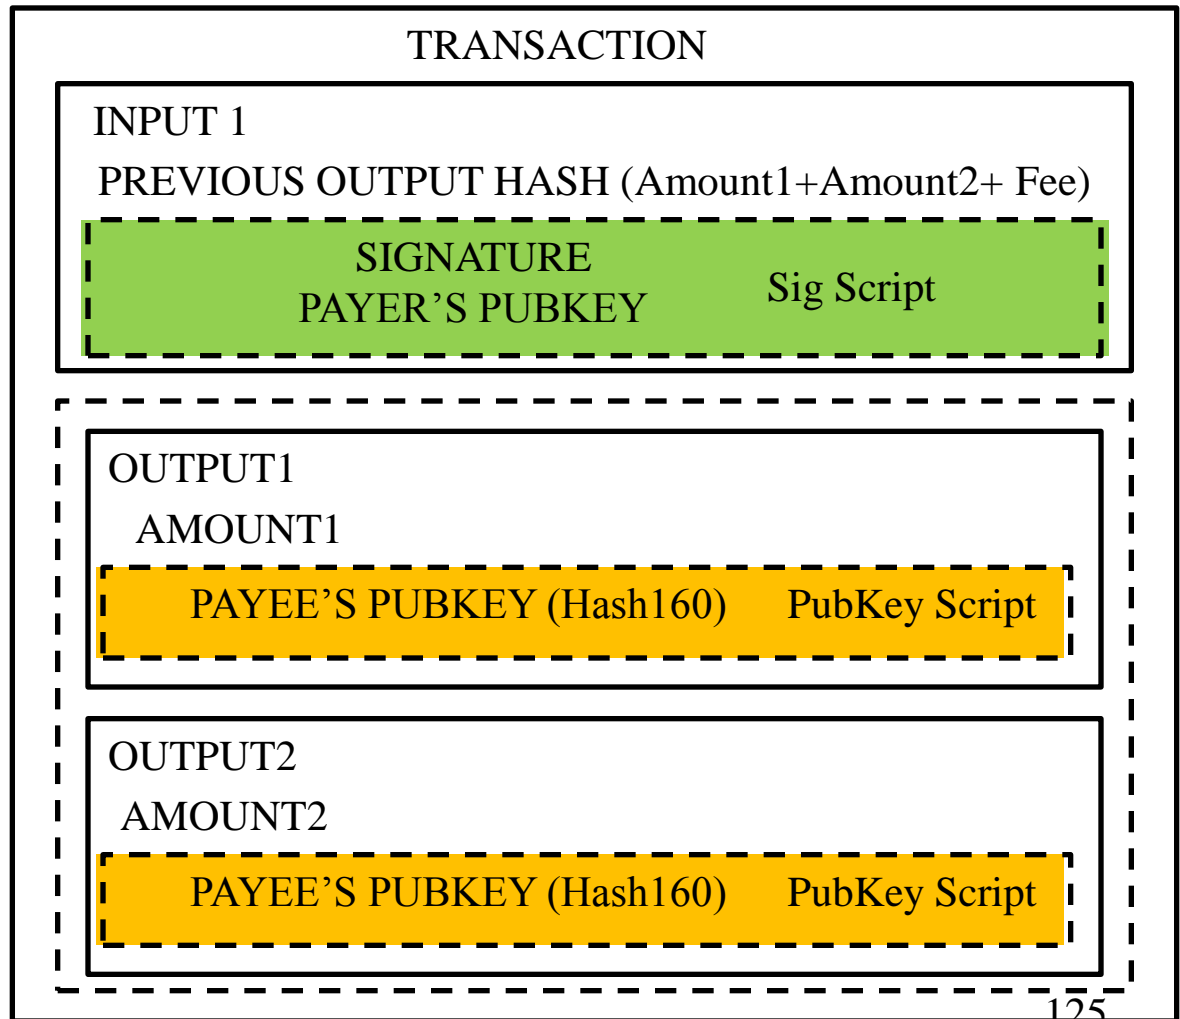 TRANSACTION
INPUT 1
PREVIOUS OUTPUT HASH (Amount1+Amount2+ Fee)
SIGNATURE
PAYER’S PUBKEY Sig Script
OUTPUT1
AMOUNT1
PAYEE’S PUBKEY (Hash160) PubKey Script
OUTPUT2
AMOUNT2
PAYEE’S PUBKEY (Hash160) PubKey Script
125